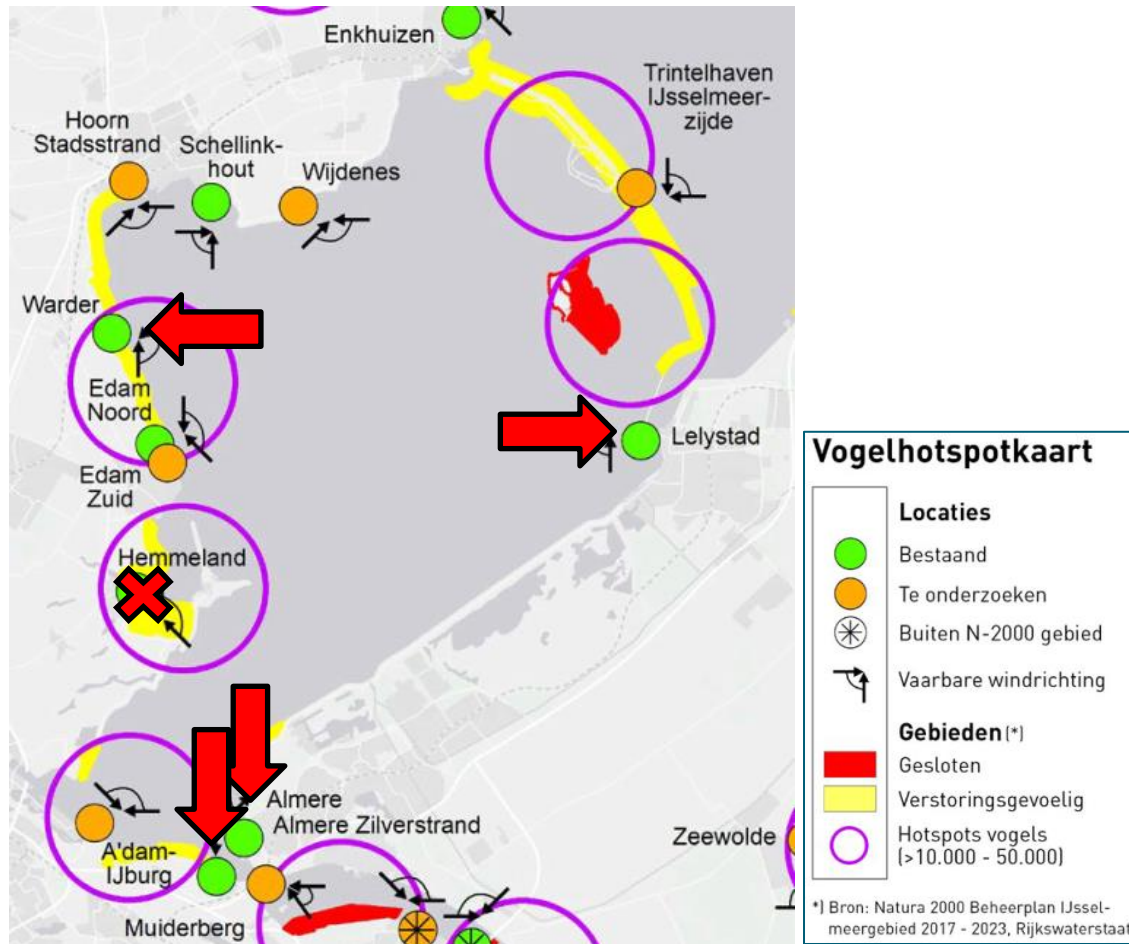 Enkhuizen
Trintelhaven
IJsselmeer-
zijde
Hoorn
Stadsstrand
Schellink-
hout
Wijdenes
Warder
Edam
Noord
Edam
Zuid
Lelystad
Hemmeland
Almere
Almere Zilverstrand
A'dam-
IJburg
Muiderberg
Zeewolde
Vogelhotspotkaart
Locaties
Bestaand
Te onderzoeken
Buiten N-2000 gebied
Vaarbare windrichting
Gebieden (*)
Gesloten
Verstoringsgevoelig
Hotspots vogels
(>10.000 - 50.000)
*) Bron: Natura 2000 Beheerplan IJssel-
meergebied 2017 - 2023, Rijkswaterstaat